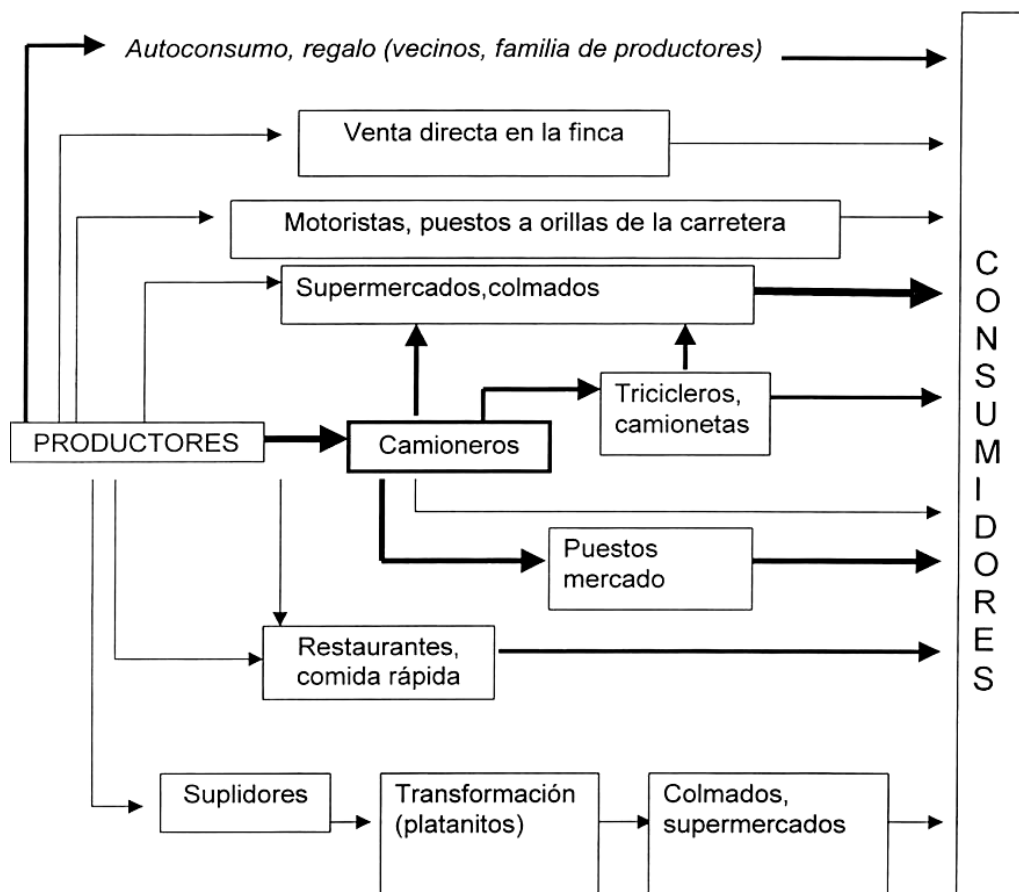 Autoconsumo, regalo (vecinos, familia de productores)
Venta directa en la finca
Motoristas, puestos a orillas de la carretera
Supermercados,colmados
Tricicleros,
camionetas
PRODUCTORES
Camioneros
Puestos
mercado
Restaurantes,
comida rápida
Suplidores
Transformación
(platanitos)
Colmados,
supermercados
CONSUMIDORES